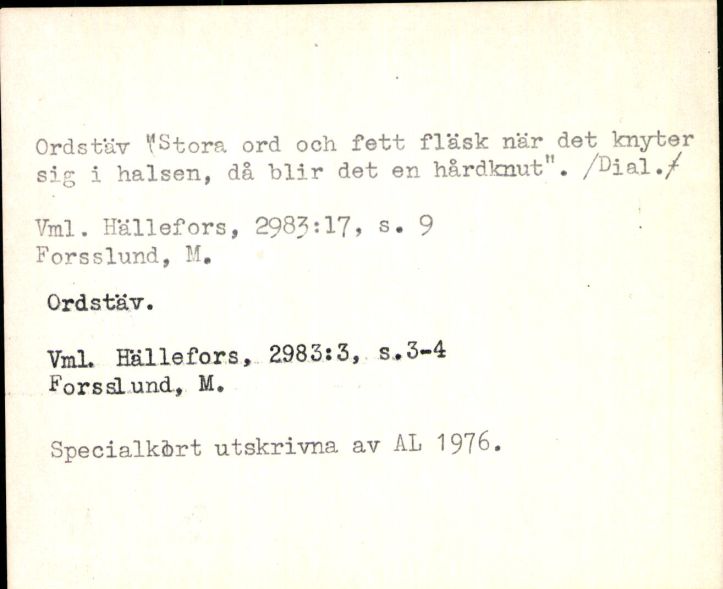 Ordstäv "Stora ord och fett fläsk när det knyter
sig i halsen, då blir det en hårdknut". /Dial./
Vml. Hällefors, 2983:17, s. 9
Forsslund, M.
Ordstäv.
Vml. Hällefors, 2983:3, s.3-4
Forsslund, M.
Specialkort utskrivna av AL 1976.